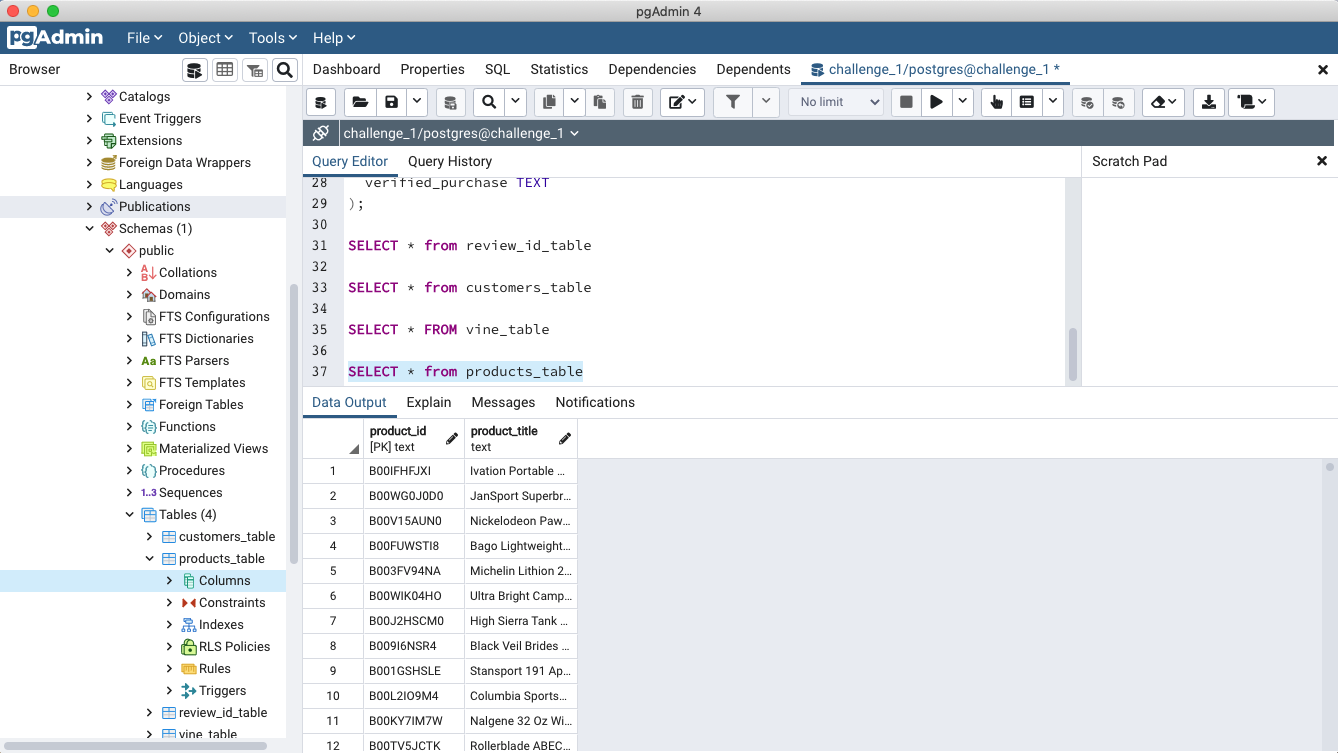 pgAdmin 4
pgAdmin File Object Tools Help
Browser
Dashboard Properties SQL Statistics Dependencies Dependents challenge_1/postgres@challenge_1 *
No limit
challenge_1/postgres@challenge_1
Query Editor Query History
Scratch Pad
Catalogs
Event Triggers
Extensions
Foreign Data Wrappers
Languages
Publications
Schemas (1)
public
Collations
Domains
FTS Configurations
FTS Dictionaries
Aa FTS Parsers
FTS Templates
Foreign Tables
Functions
Materialized Views
Procedures
1..3 Sequences
Tables (4)
customers_table
products_table
Columns
Constraints
Indexes
RLS Policies
Rules
Triggers
review_id_table
vine_table
28 verified_purchase TEXT
29 );
30
31 SELECT * from review_id_table
32
33 SELECT * from customers_table
34
35 SELECT * FROM vine_table
36
37 SELECT * from products_table
Data Output Explain Messages Notifications
product_id product_title
[PK] text text
1 B00IFHFJXI Ivation Portable ...
2 B00WG0J0D0 JanSport Superbr...
3 B00V15AUN0 Nickelodeon Paw...
4 B00FUWSTI8 Bago Lightweight...
5 B003FV94NA Michelin Lithion 2...
6 B00WIK04HO Ultra Bright Camp...
7 B00J2HSCM0 High Sierra Tank ...
8 B009I6NSR4 Black Veil Brides ...
9 B001GSHSLE Stansport 191 Ap...
10 B00L2IO9M4 Columbia Sports...
11 B00KY7IM7W Nalgene 32 Oz Wi...
12 B00TV5JCTK Rollerblade ABEC...